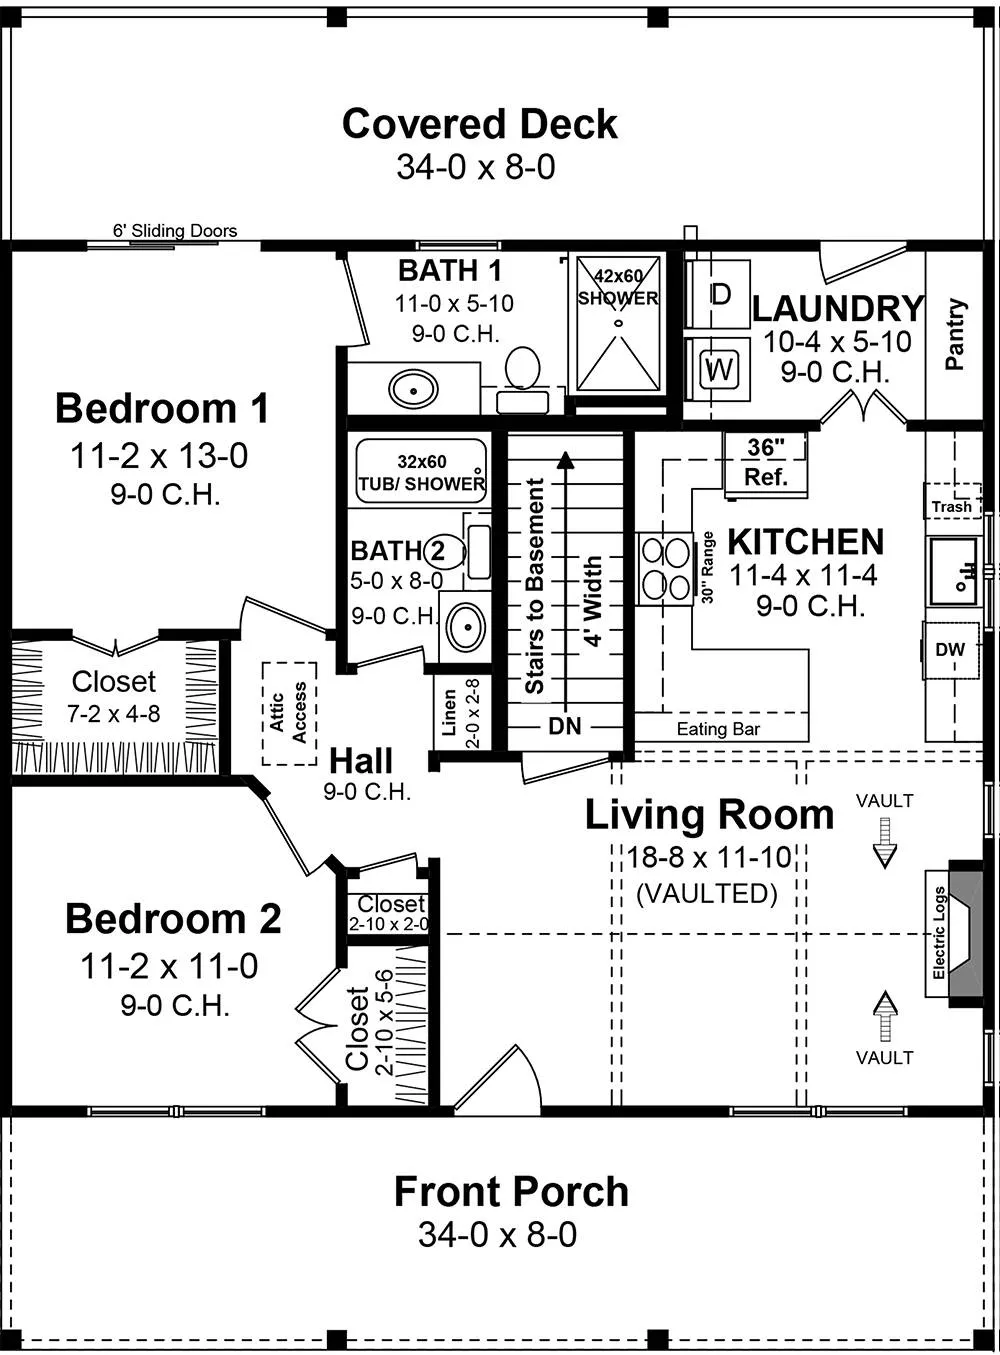 Covered Deck
34-0 x 8-0
6' Sliding Doors
BATH 1
11-0 x 5-10
9-0 C.H.
42x60
SHOWER
D
W
LAUNDRY
10-4 x 5-10
9-0 C.H.
Pantry
Bedroom 1
11-2 x 13-0
9-0 C.H.
32x60
TUB/ SHOWER
BATH 2
5-0 x 8-0
9-0 C.H.
Stairs to Basement
4' Width
DN
36"
Ref.
30" Range
KITCHEN
11-4 x 11-4
9-0 C.H.
Trash
DW
Eating Bar
Closet
7-2 x 4-8
Attic
Access
Linen
2-0 x 2-8
Hall
9-0 C.H.
Living Room
18-8 x 11-10
(VAULTED)
VAULT
Electric Logs
VAULT
Bedroom 2
11-2 x 11-0
9-0 C.H.
Closet
2-10 x 2-0
Closet
2-10 x 5-6
Front Porch
34-0 x 8-0